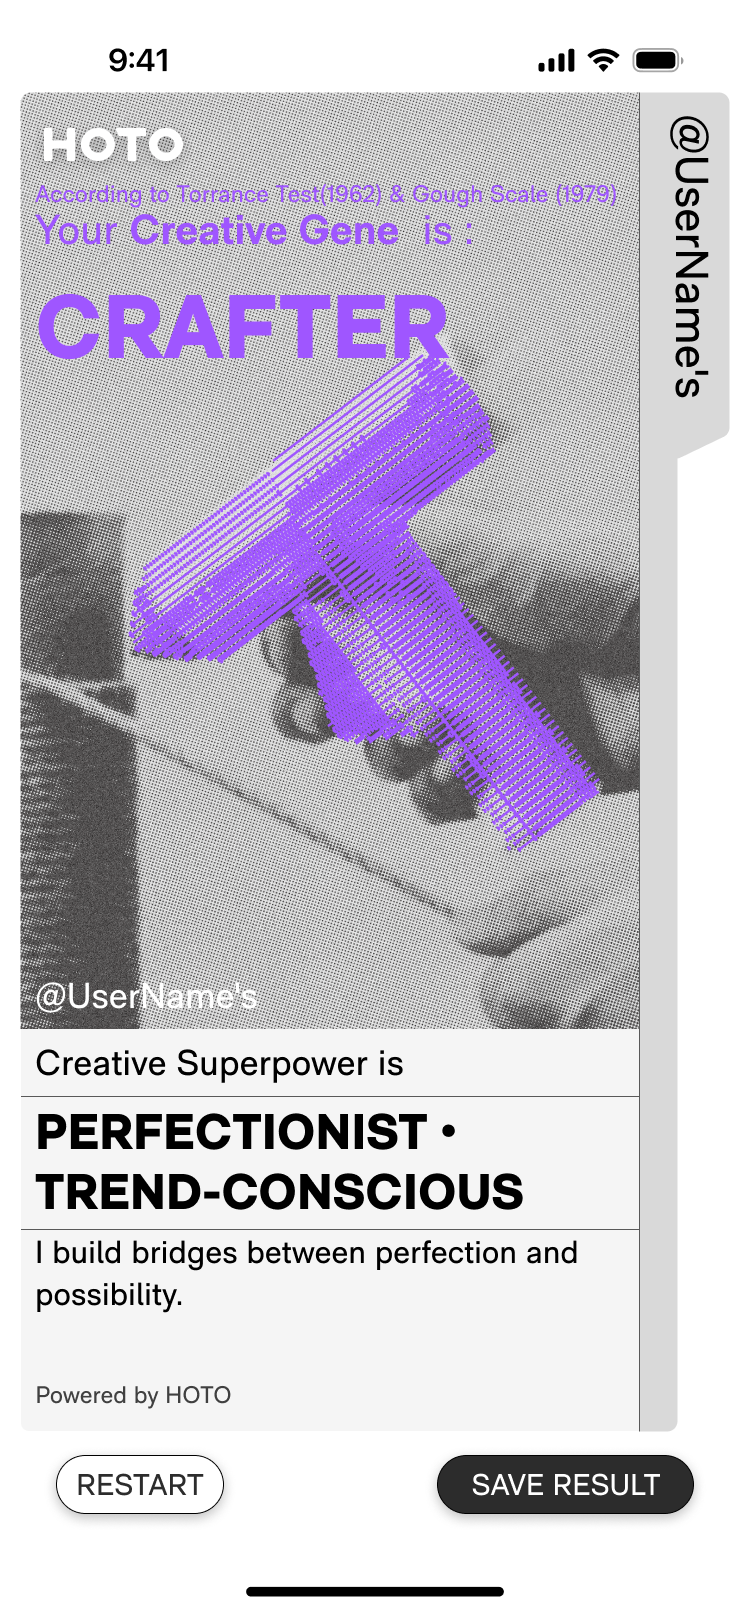 9:41
HOTO
According to Torrance Test(1962) & Gough Scale (1979)
Your Creative Gene is :
CRAFTER
@UserName's
@UserName's
Creative Superpower is
PERFECTIONIST •
TREND-CONSCIOUS
I build bridges between perfection and
possibility.
Powered by HOTO
RESTART
SAVE RESULT